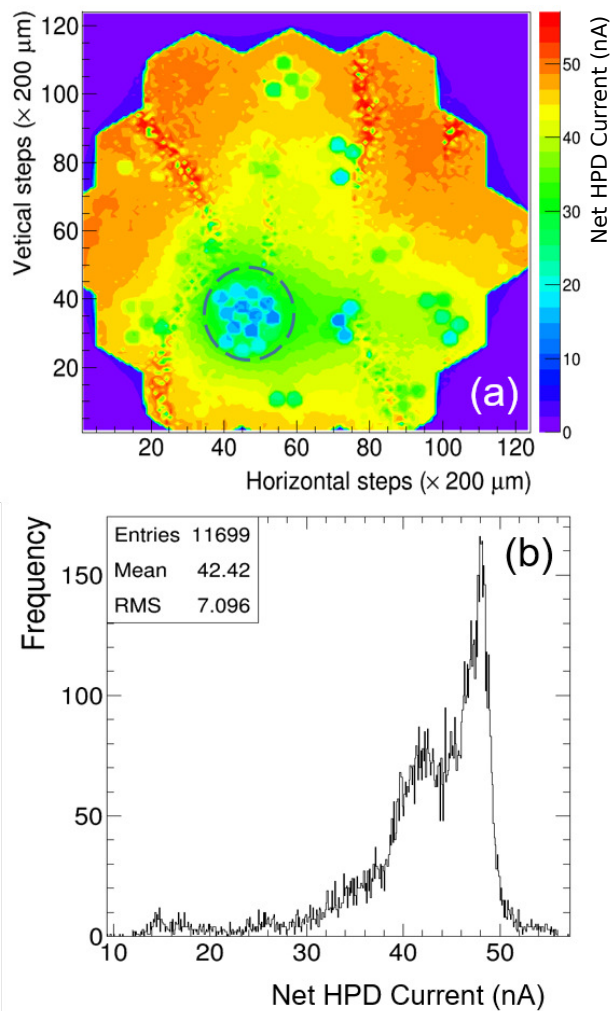 120
100
80
60
40
20
Vetical steps (× 200 μm)
20 40 60 80 100 120
Horizontal steps (× 200 μm)
(a)
50
40
30
20
10
0
Net HPD Current (nA)
Entries 11699
Mean 42.42
RMS 7.096
(b)
Frequency
150
100
50
0
10 20 30 40 50
Net HPD Current (nA)